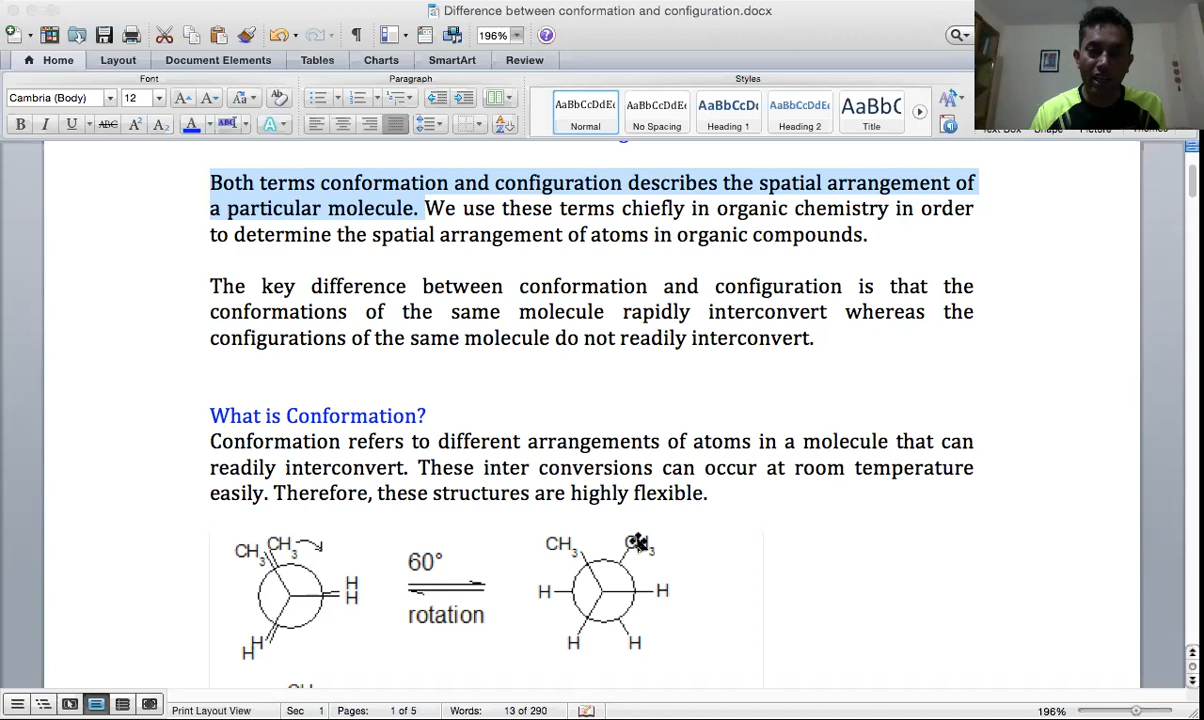 Difference between conformation and configuration.docx
196%
Home Layout Document Elements Tables Charts SmartArt Review
Font Paragraph Styles
Cambria (Body) 12
AaBbCcDdEe AaBbCcDdEe AaBbCcDd AaBbCcDdEe AaBbC
Normal No Spacing Heading 1 Heading 2 Title
Both terms conformation and configuration describes the spatial arrangement of
a particular molecule. We use these terms chiefly in organic chemistry in order
to determine the spatial arrangement of atoms in organic compounds.
The key difference between conformation and configuration is that the
conformations of the same molecule rapidly interconvert whereas the
configurations of the same molecule do not readily interconvert.
What is Conformation?
Conformation refers to different arrangements of atoms in a molecule that can
readily interconvert. These inter conversions can occur at room temperature
easily. Therefore, these structures are highly flexible.
CH3 CH3
H
H
H
H
60°
rotation
CH3
H H
H H
Print Layout View Sec 1 Pages: 1 of 5 Words: 13 of 290 196%